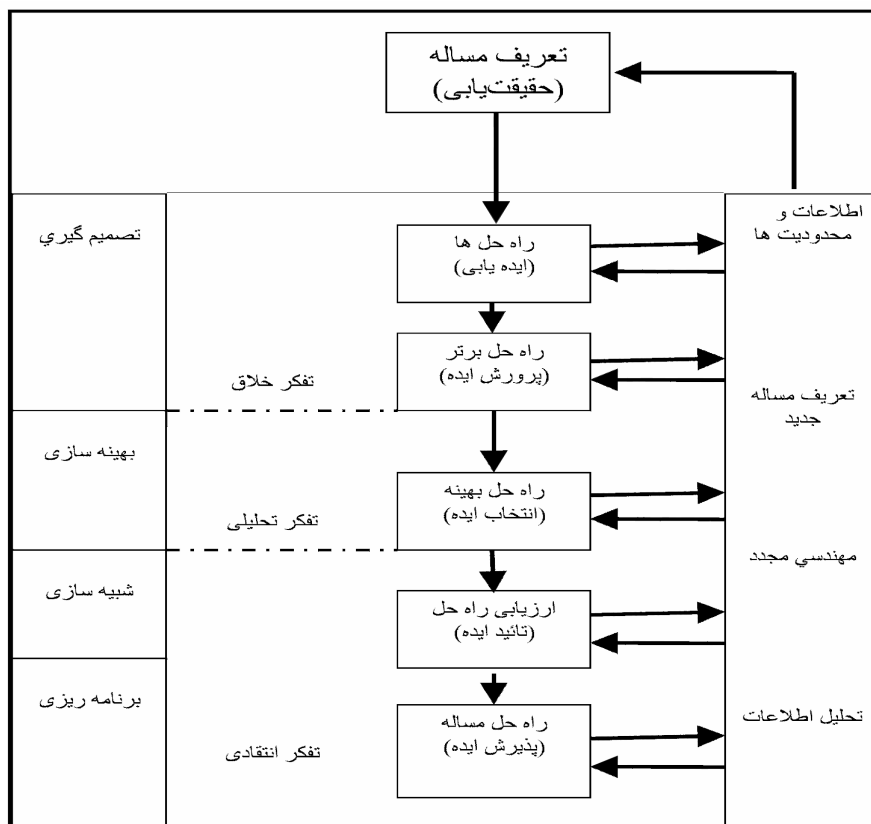 تعریف مساله
(حقیقت‌یابی)
اطلاعات و
محدودیت ها
تصمیم گیري
راه حل ها
(ایده یابی)
راه حل برتر
(پرورش ایده)
تفکر خلاق
تعریف مساله
جدید
بهینه سازی
راه حل بهینه
(انتخاب ایده)
تفکر تحلیلی
مهندسي مجدد
شبیه سازی
ارزیابی راه حل
(تائید ایده)
برنامه ریزی
راه حل مساله
(پذیرش ایده)
تحلیل اطلاعات
تفکر انتقادی